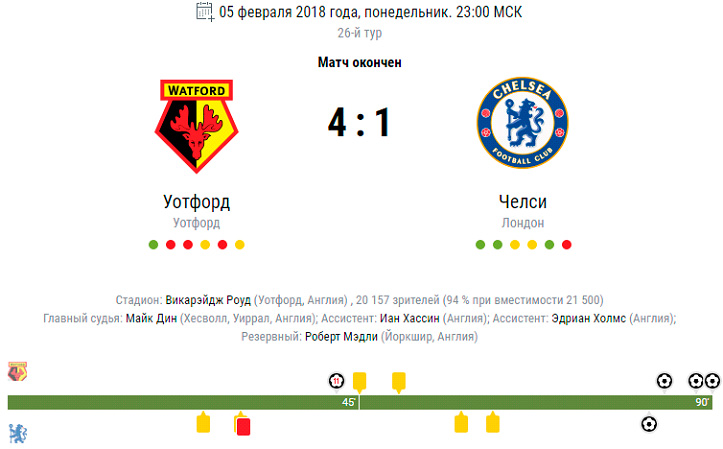 05 февраля 2018 года, понедельник. 23:00 МСК
26-й тур
Матч окончен
WATFORD
CHELSEA
FOOTBALL CLUB
4 : 1
Уотфорд
Челси
Уотфорд
Лондон
Стадион: Викарэйдж Роуд (Уотфорд, Англия) , 20 157 зрителей (94 % при вместимости 21 500)
Главный судья: Майк Дин (Хесволл, Уиррал, Англия); Ассистент: Иан Хассин (Англия); Ассистент: Эдриан Холмс (Англия);
Резервный: Роберт Мэдли (Йоркшир, Англия)
11
45'
90'